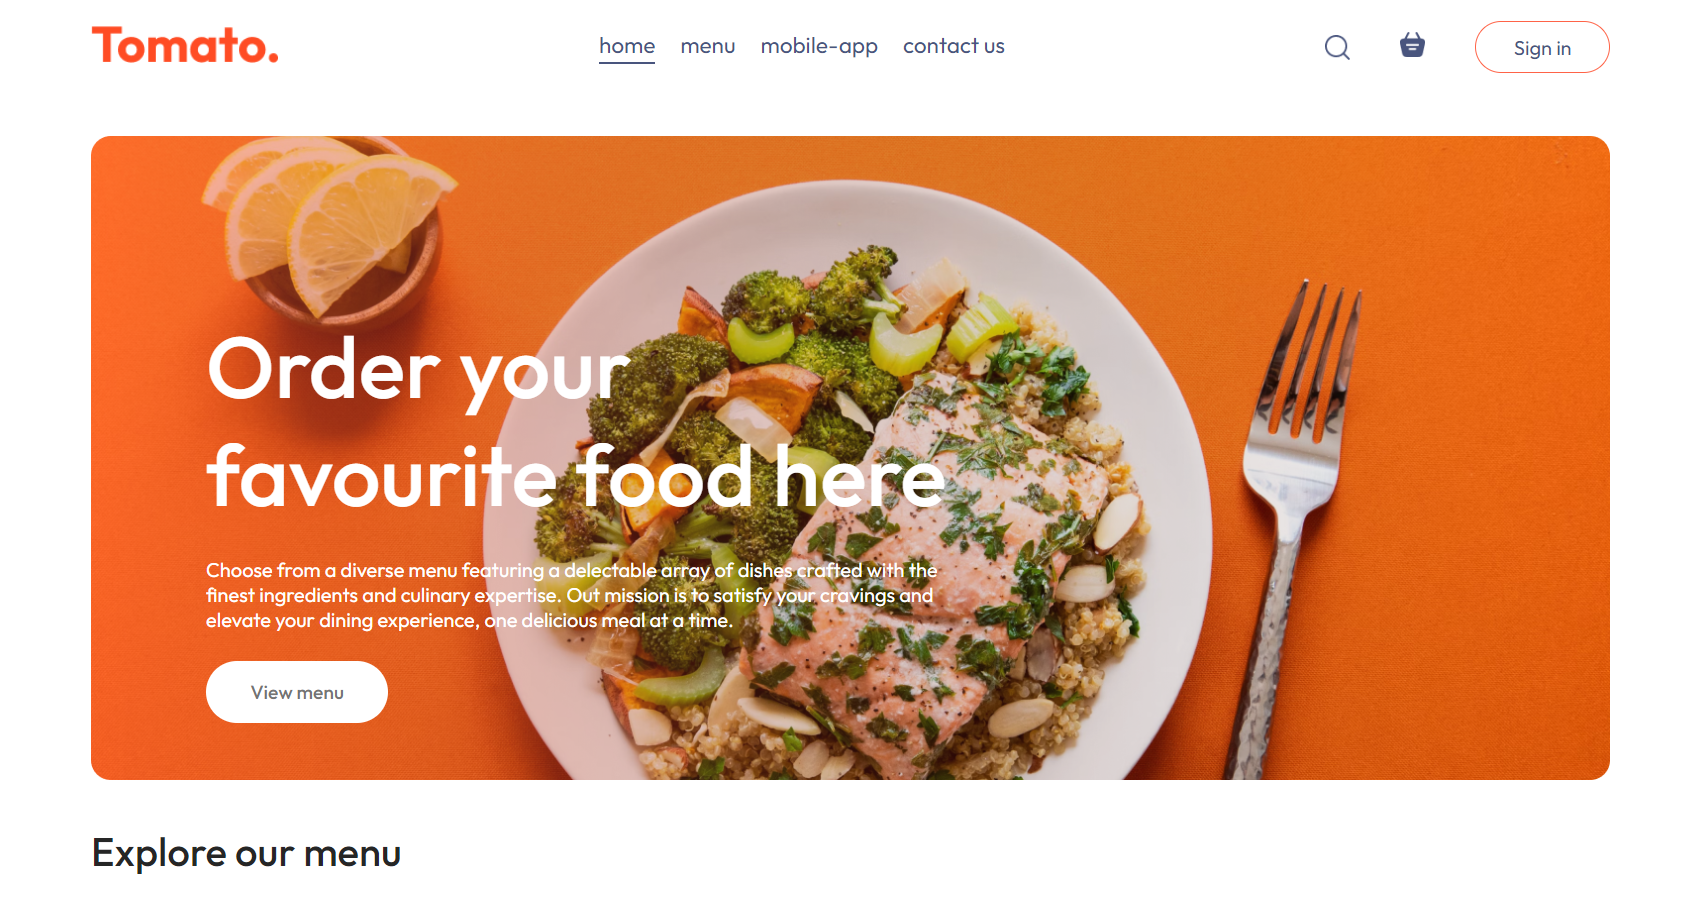 Tomato.
home menu mobile-app contact us
Sign in
Order your
favourite food here
Choose from a diverse menu featuring a delectable array of dishes crafted with the
finest ingredients and culinary expertise. Out mission is to satisfy your cravings and
elevate your dining experience, one delicious meal at a time.
View menu
Explore our menu